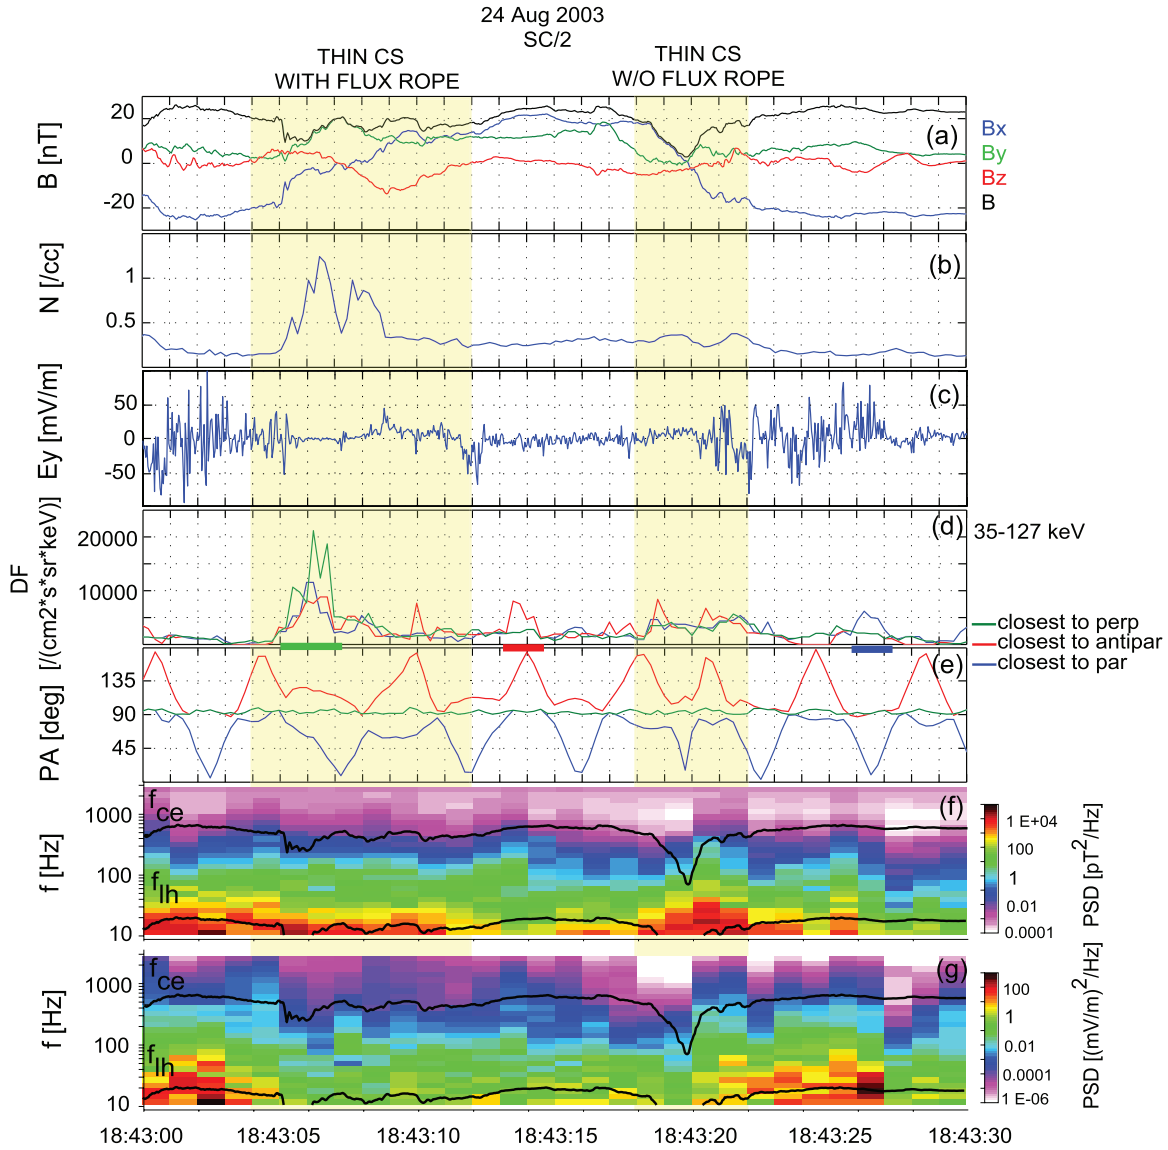 24 Aug 2003
SC/2
THIN CS
WITH FLUX ROPE
THIN CS
W/O FLUX ROPE
B [nT]
20
0
-20
(a)
Bx
By
Bz
B
N [/cc]
1
0.5
(b)
Ey [mV/m]
50
0
-50
(c)
DF
[/(cm2*s*sr*keV)]
20000
10000
(d)
35-127 keV
closest to perp
closest to antipar
closest to par
PA [deg]
135
90
45
(e)
f [Hz]
1000
100
10
fce
flh
(f)
1 E+04
100
1
0.01
0.0001
PSD [pT2/Hz]
f [Hz]
1000
100
10
fce
flh
(g)
100
1
0.01
0.0001
1 E-06
PSD [(mV/m)2/Hz]
18:43:00 18:43:05 18:43:10 18:43:15 18:43:20 18:43:25 18:43:30